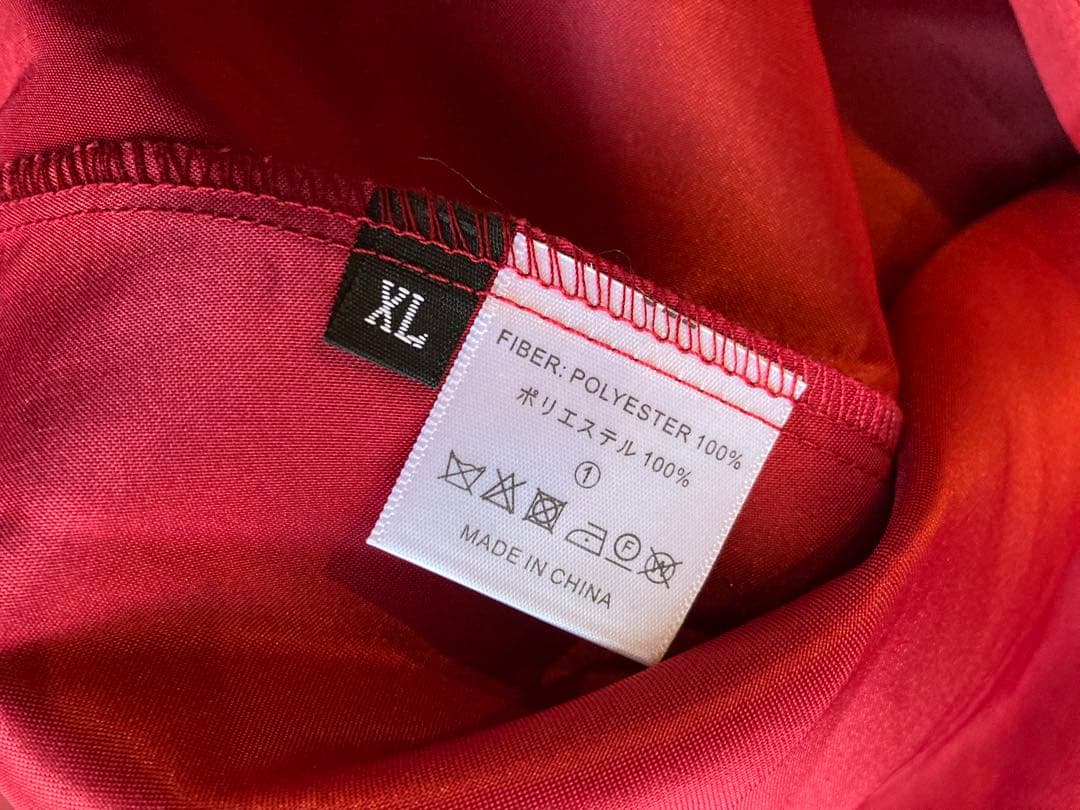 XL
FIBER: POLYESTER 100%
ポリエステル 100%
①
F W
MADE IN CHINA